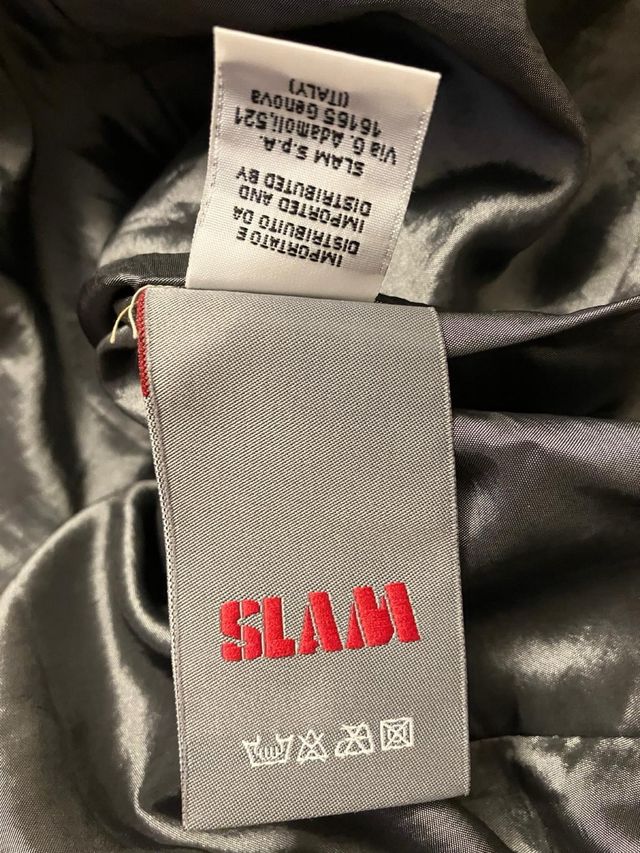 IMPORTATO E
DISTRIBUITO DA
IMPORTED AND
DISTRIBUTED BY
SLAM S.p.A.
Via G. Adamoli,521
16165 Genova
(ITALY)
SLAM